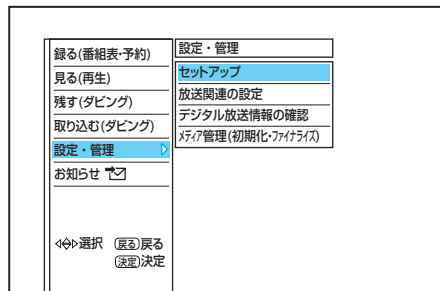 録る(番組表・予約)
見る(再生)
残す(ダビング)
取り込む(ダビング)
設定・管理
お知らせ
選択 戻る戻る
決定決定
設定・管理
セットアップ
放送関連の設定
デジタル放送情報の確認
メディア管理(初期化・ファイナライズ)